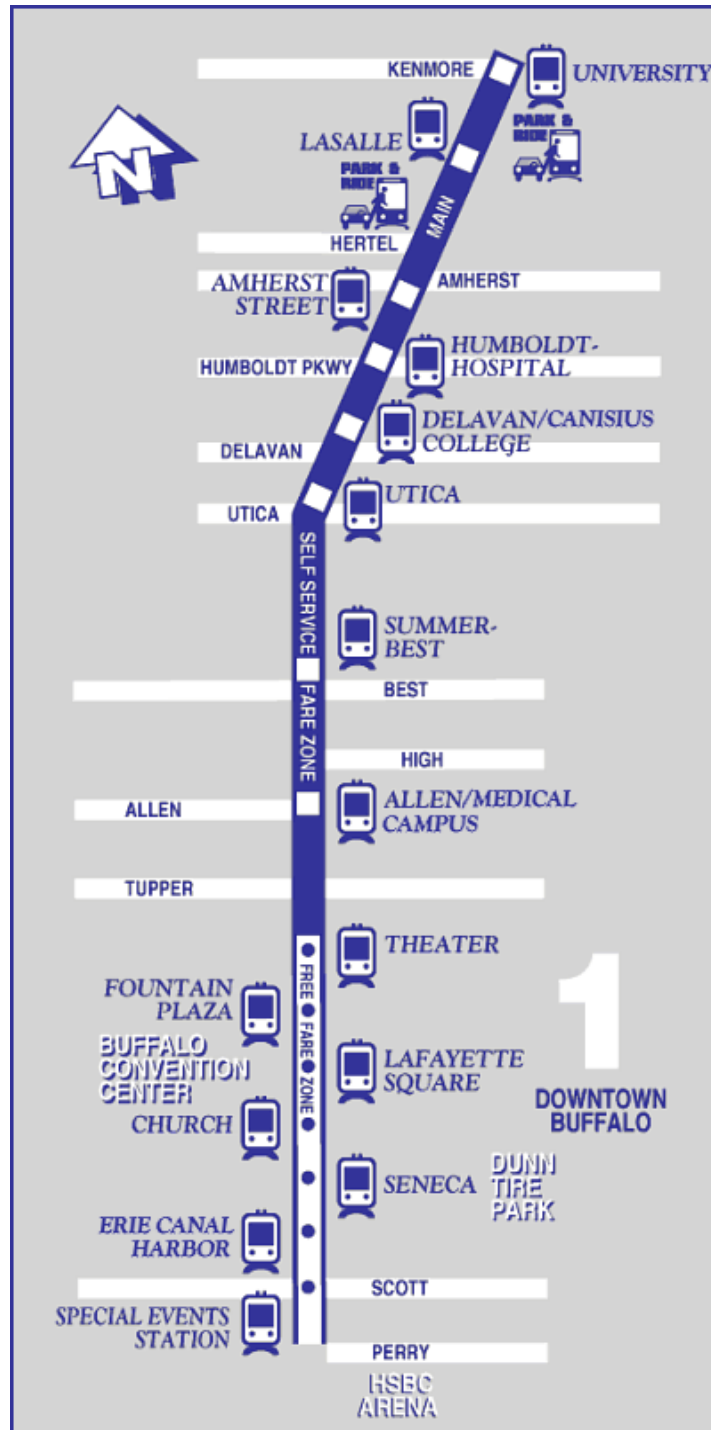 KENMORE
UNIVERSITY
PARK &
RIDE
LASALLE
PARK &
RIDE
N
MAIN
HERTEL
AMHERST
STREET
AMHERST
HUMBOLDT PKWY
HUMBOLDT-
HOSPITAL
DELAVAN/CANISIUS
COLLEGE
DELAVAN
UTICA
UTICA
SELF SERVICE
FARE ZONE
SUMMER-
BEST
BEST
HIGH
ALLEN/MEDICAL
CAMPUS
ALLEN
TUPPER
THEATER
FREE FARE ZONE
FOUNTAIN
PLAZA
BUFFALO
CONVENTION
CENTER
LAFAYETTE
SQUARE
1
DOWNTOWN
BUFFALO
CHURCH
SENECA
DUNN
TIRE
PARK
ERIE CANAL
HARBOR
SCOTT
SPECIAL EVENTS
STATION
PERRY
HSBC
ARENA